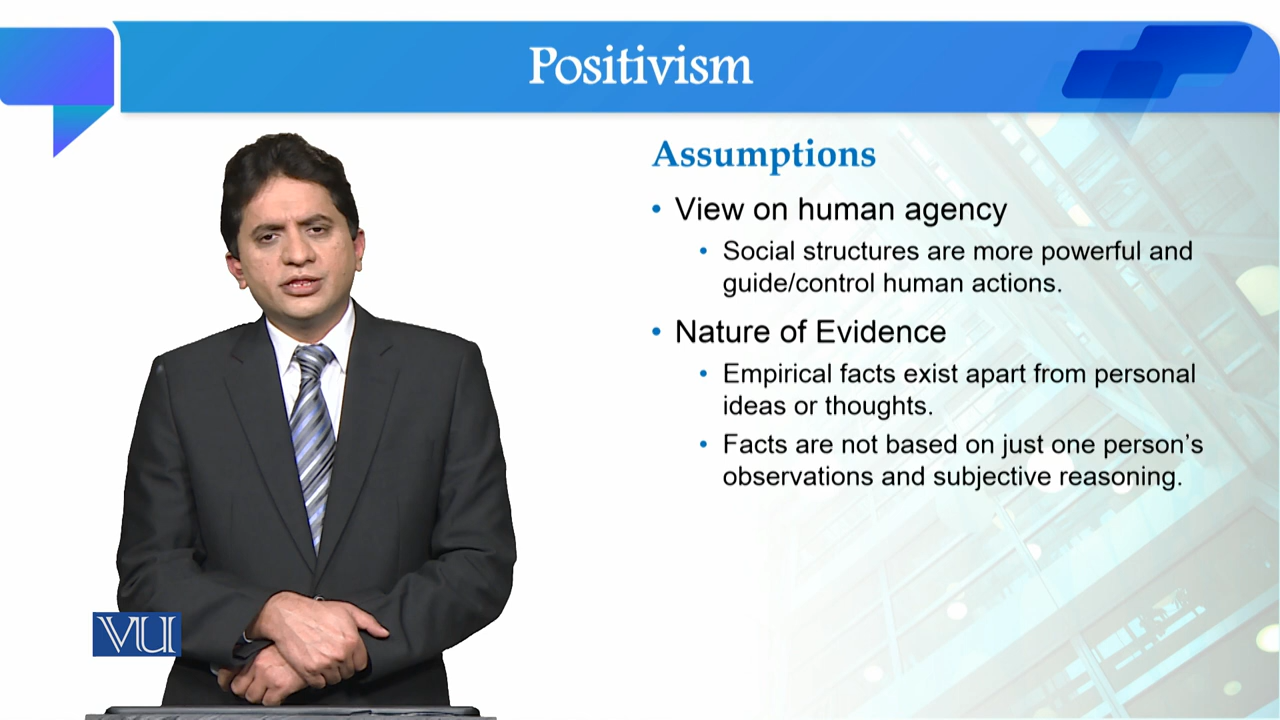 Positivism
Assumptions
• View on human agency
• Social structures are more powerful and
guide/control human actions.
• Nature of Evidence
• Empirical facts exist apart from personal
ideas or thoughts.
• Facts are not based on just one person’s
observations and subjective reasoning.
VU